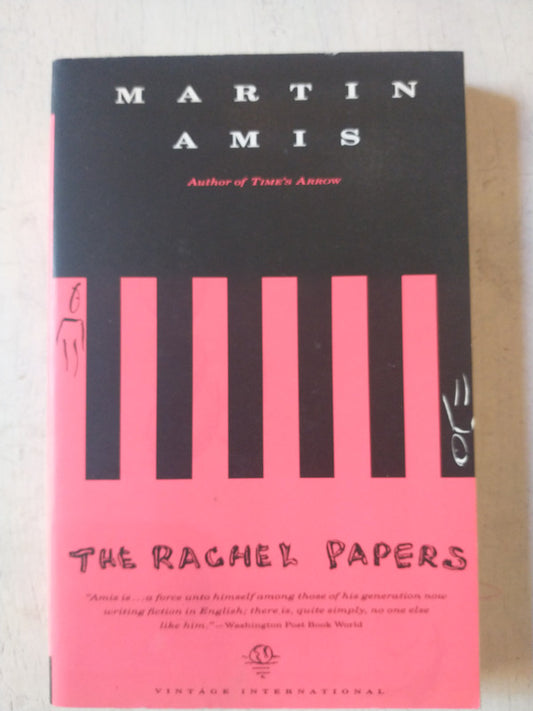 MARTIN
AMIS
Author of TIME'S ARROW
THE RACHEL PAPERS
"Amis is...a force unto himself among those of his generation now
writing fiction in English; there is, quite simply, no one else
like him."—Washington Post Book World
VINTAGE INTERNATIONAL